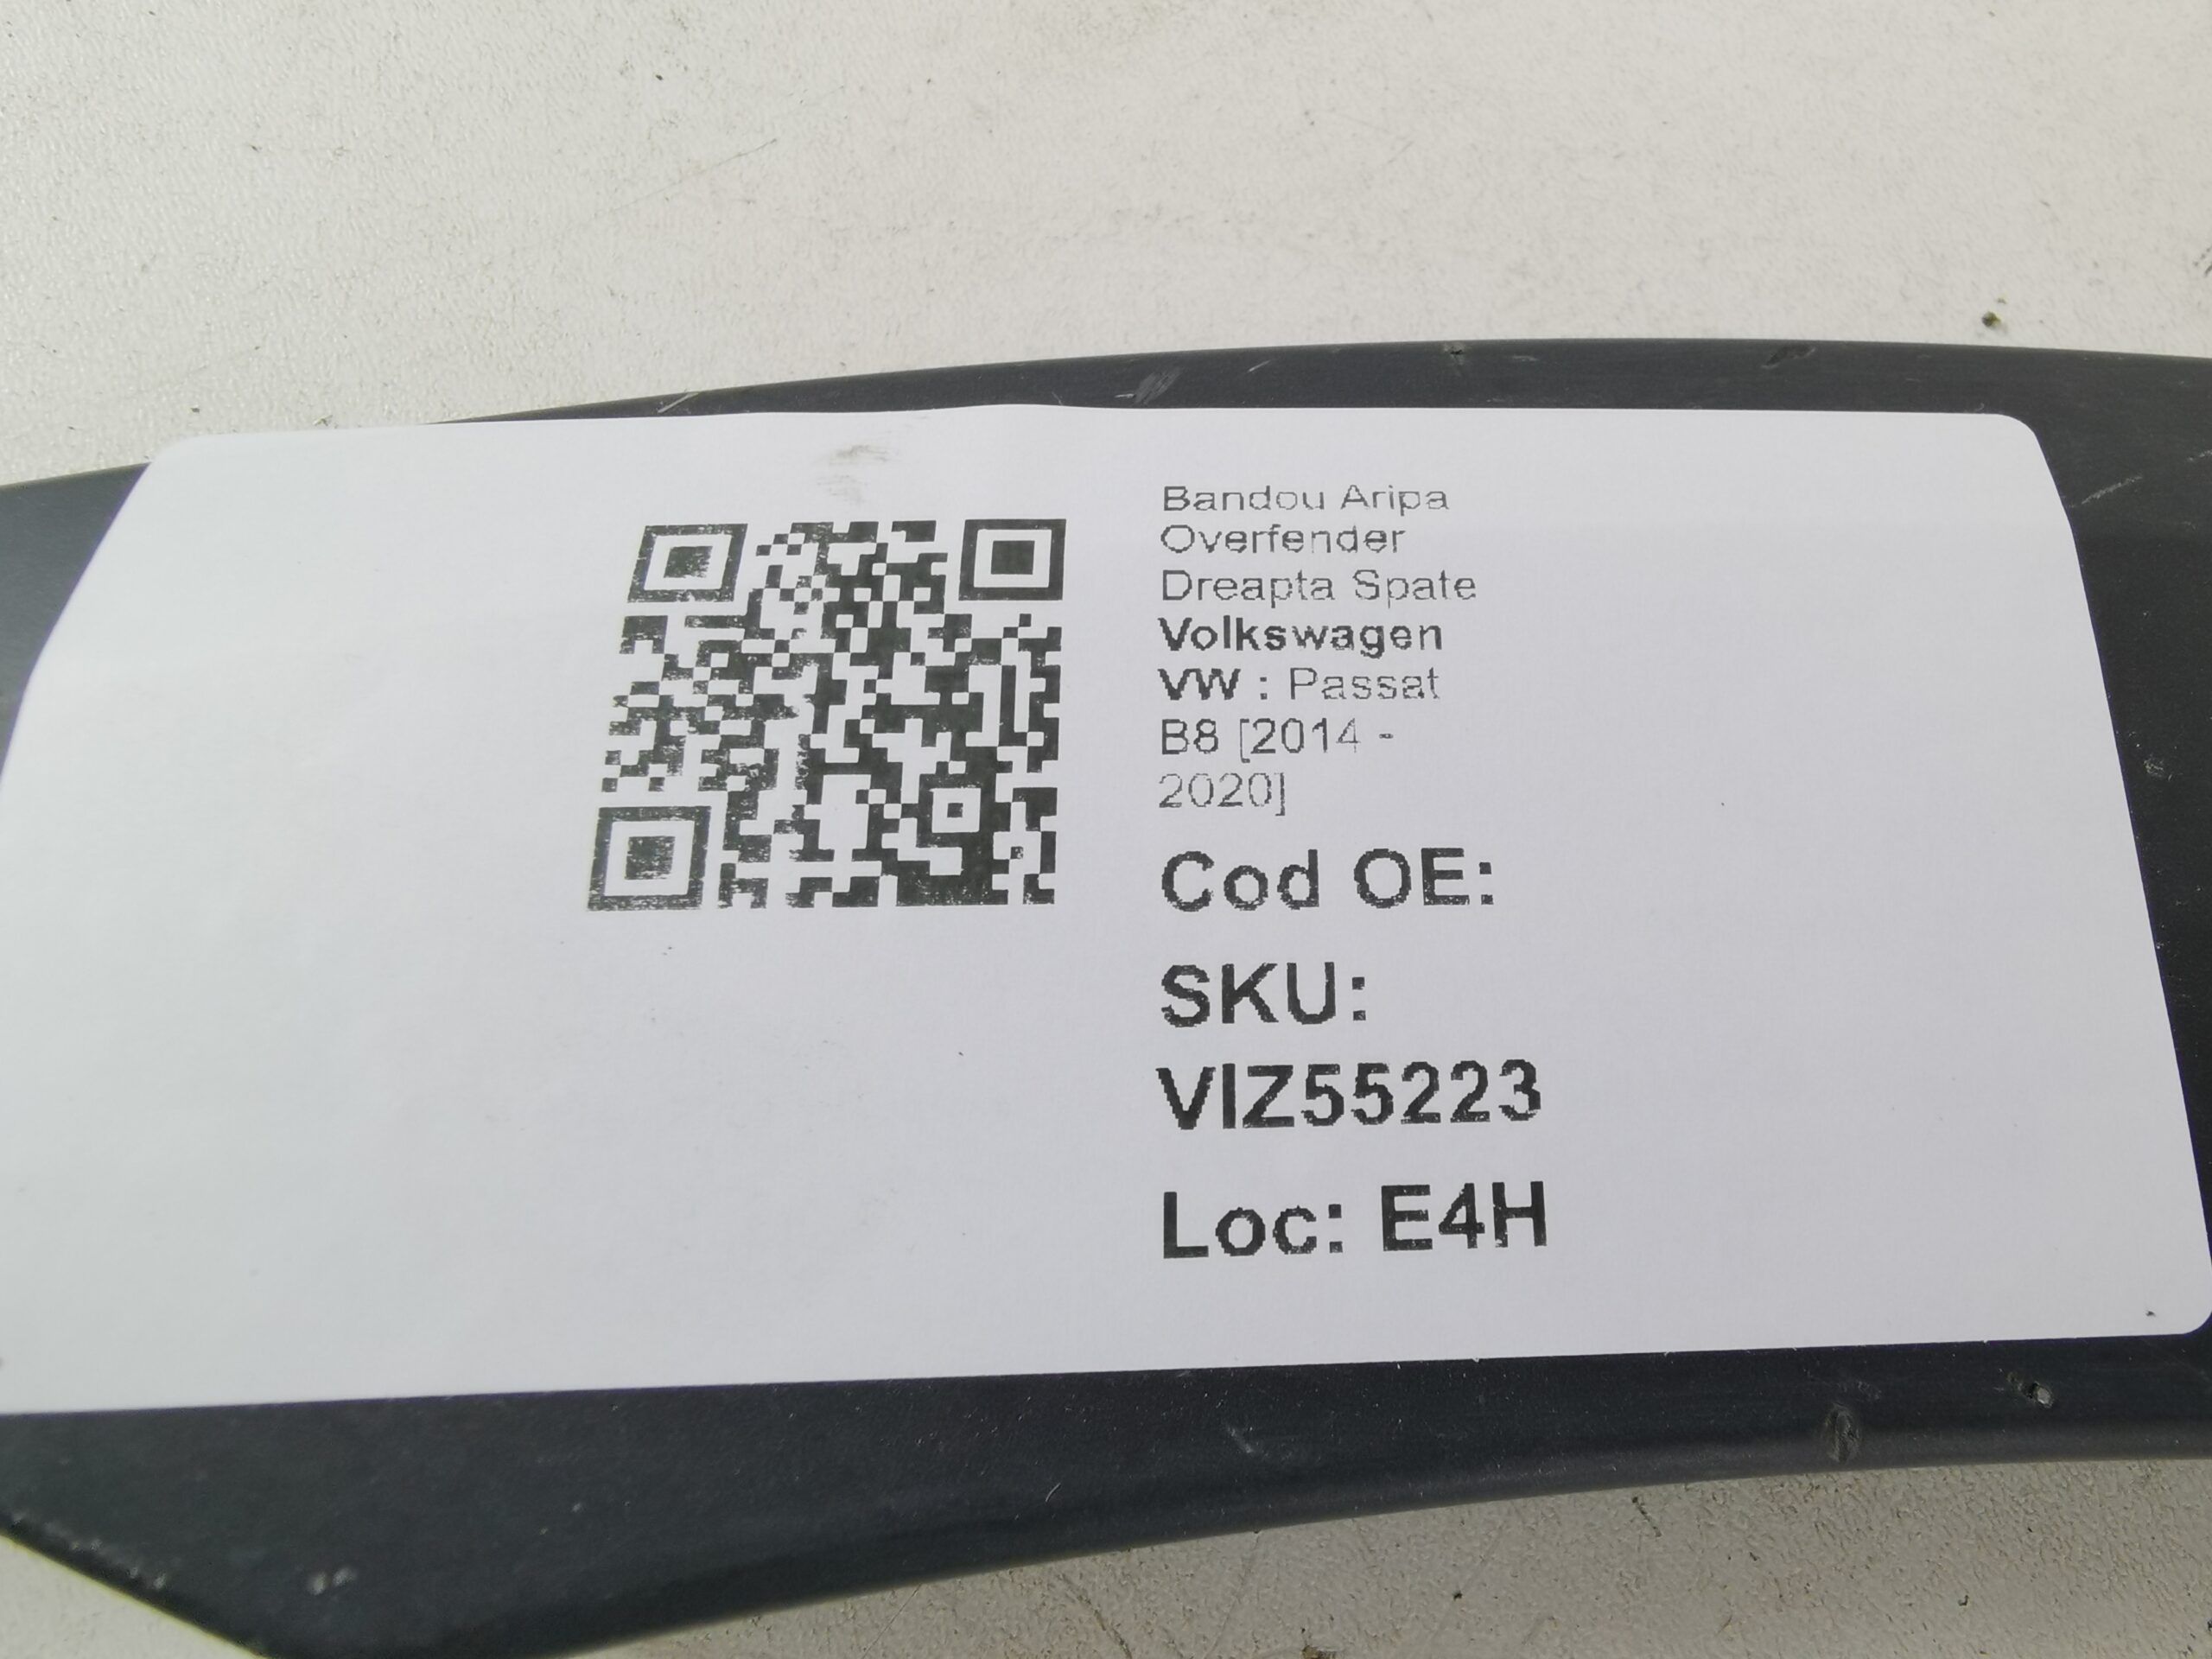 Bandou Aripa
Overfender
Dreapta Spate
Volkswagen
VW : Passat
B8 [2014 -
2020]
Cod OE:
SKU:
VIZ55223
Loc: E4H